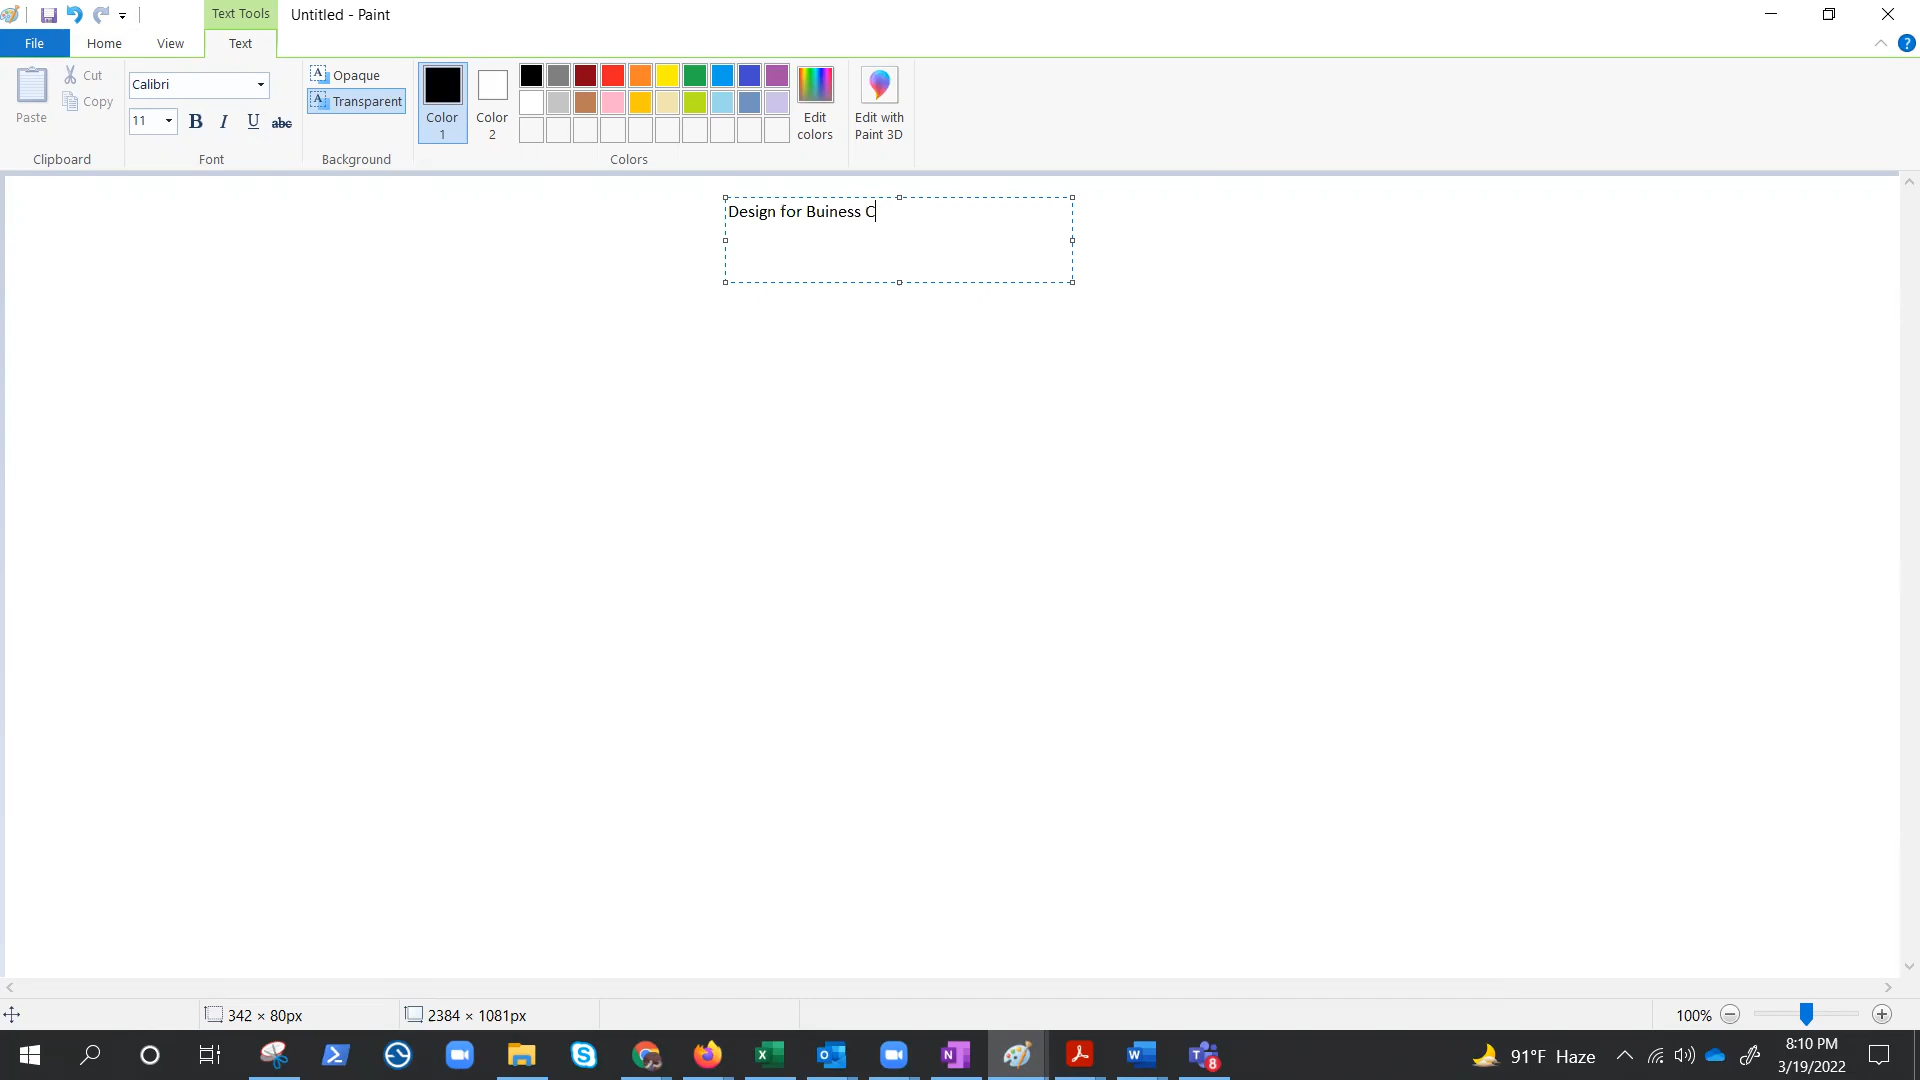 Text Tools
Untitled - Paint
File
Home
View
Text
Paste
Cut
Copy
Clipboard
Calibri
11
B
I
U
abc
Font
A Opaque
A Transparent
Background
Color
1
Color
2
Colors
Edit
colors
Edit with
Paint 3D
Design for Buiness C
342 × 80px
2384 × 1081px
100%
91°F Haze
8:10 PM
3/19/2022
8